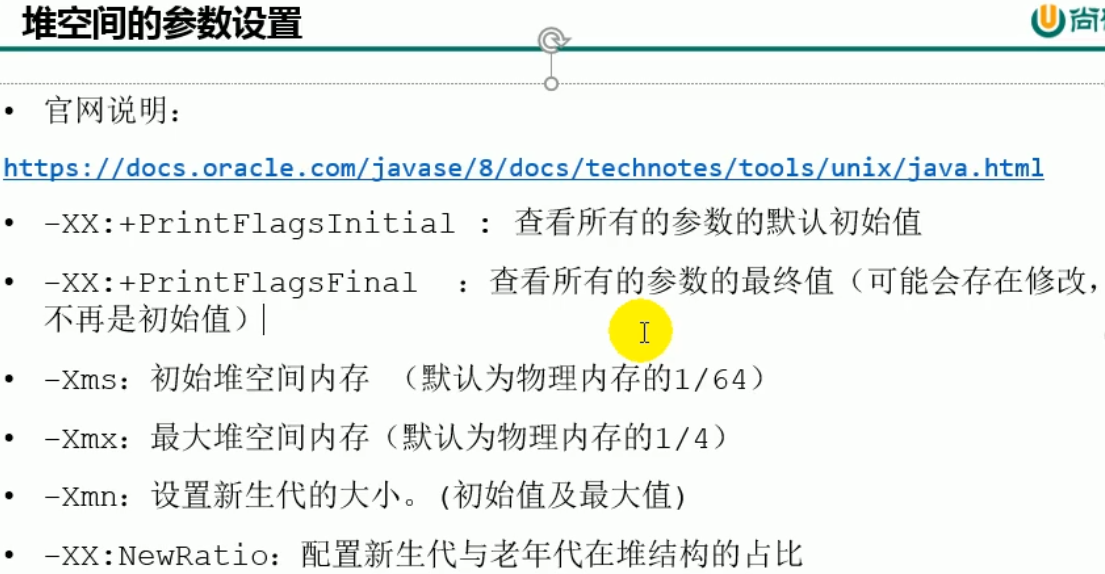 堆空间的参数设置
尚
• 官网说明:
https://docs.oracle.com/javase/8/docs/technotes/tools/unix/java.html
• -XX:+PrintFlagsInitial : 查看所有的参数的默认初始值
• -XX:+PrintFlagsFinal :查看所有的参数的最终值(可能会存在修改,
不再是初始值)
• -Xms:初始堆空间内存 (默认为物理内存的1/64)
• -Xmx:最大堆空间内存(默认为物理内存的1/4)
• -Xmn:设置新生代的大小。(初始值及最大值)
• -XX:NewRatio:配置新生代与老年代在堆结构的占比